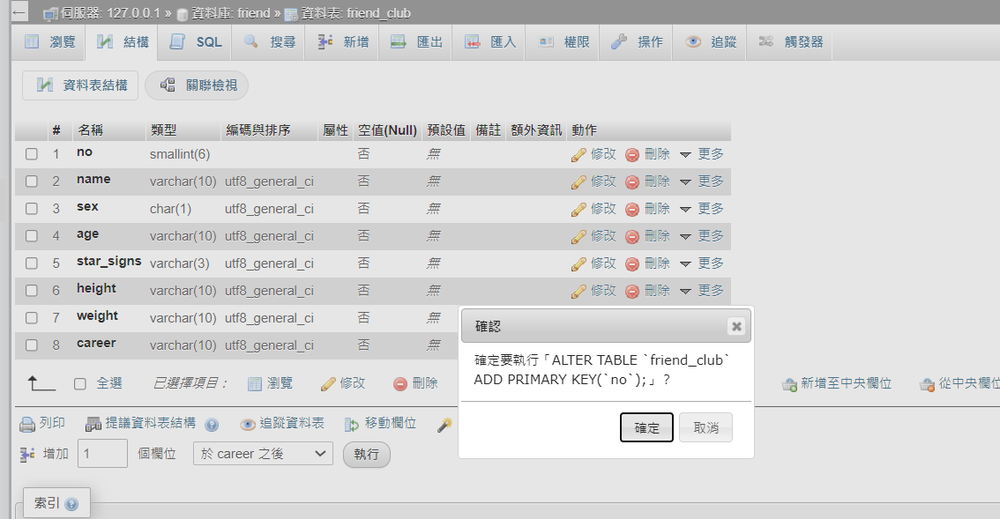 ← 伺服器: 127.0.0.1 » 資料庫: friend » 資料表: friend_club
瀏覽 結構 SQL 搜尋 新增 匯出 匯入 權限 操作 追蹤 觸發器
資料表結構 關聯檢視
# 名稱 類型 編碼與排序 屬性 空值(Null) 預設值 備註 額外資訊 動作
1 no smallint(6) 否 無 修改 刪除 更多
2 name varchar(10) utf8_general_ci 否 無 修改 刪除 更多
3 sex char(1) utf8_general_ci 否 無 修改 刪除 更多
4 age varchar(10) utf8_general_ci 否 無 修改 刪除 更多
5 star_signs varchar(3) utf8_general_ci 否 無 修改 刪除 更多
6 height varchar(10) utf8_general_ci 否 無 修改 刪除 更多
7 weight varchar(10) utf8_general_ci 否 無
8 career varchar(10) utf8_general_ci 否 無
確認
確定要執行「ALTER TABLE `friend_club`
ADD PRIMARY KEY(`no`);」?
確定 取消
全選 已選擇項目: 瀏覽 修改 刪除 新增至中央欄位 從中央欄位
列印 提議資料表結構 追蹤資料表 移動欄位
增加 1 個欄位 於 career 之後 執行
索引